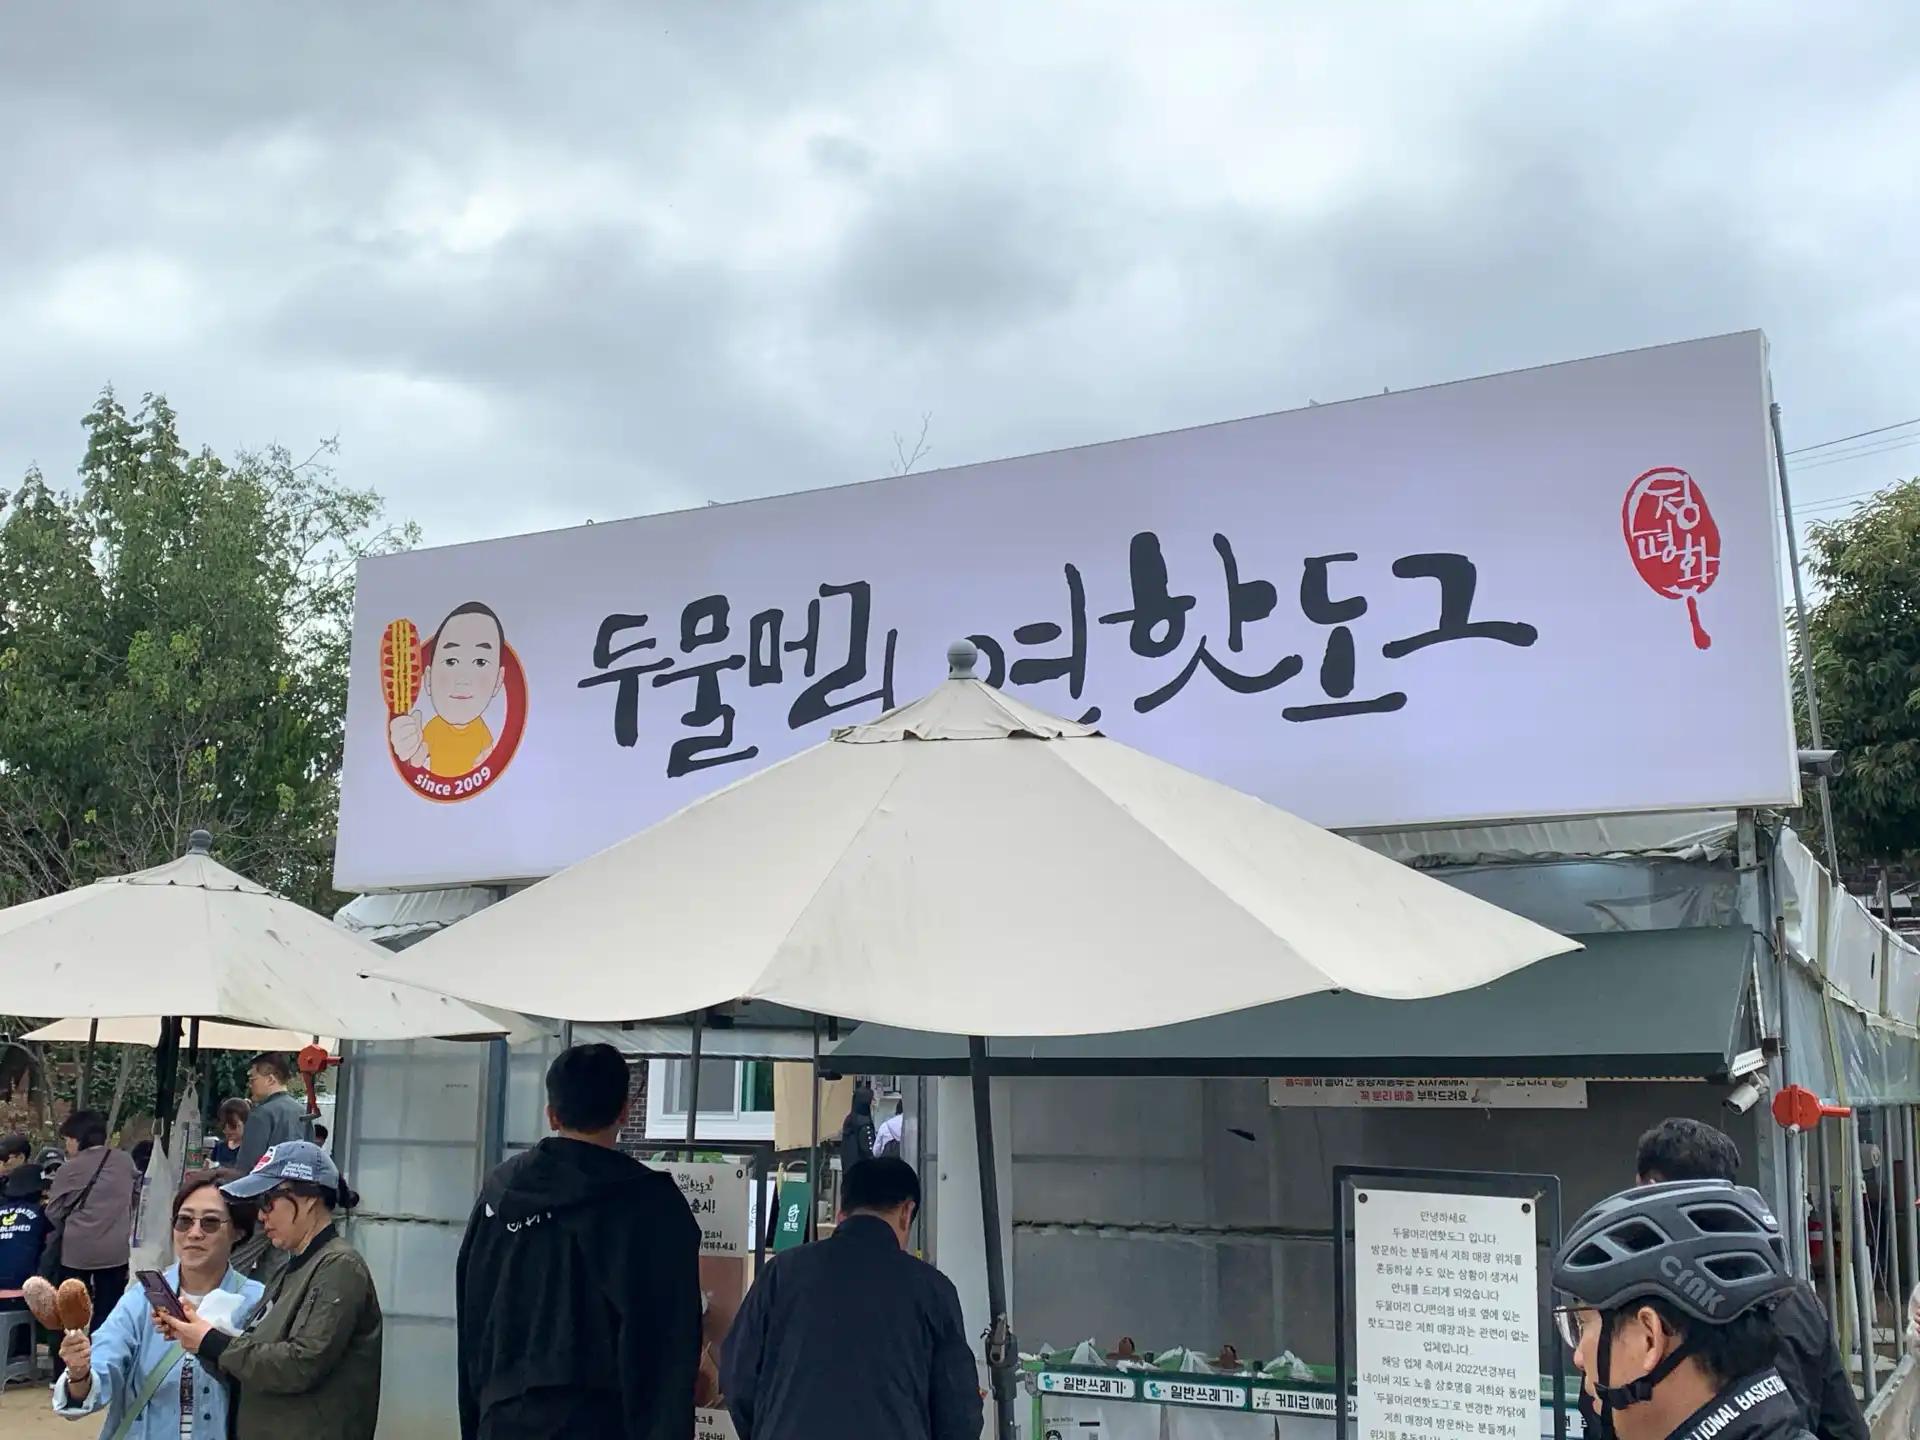 두물머리 연핫도그
정
평화
since 2009
꼭 분리 배출 부탁드려요
출시!
안녕하세요
두물머리연핫도그 입니다.
방문하는 분들께서 저희 매장 위치를
혼동하실 수도 있는 상황이 생겨서
안내를 드리게 되었습니다
두물머리 CU편의점 바로 옆에 있는
핫도그집은 저희 매장과는 관련이 없는
업체입니다.
해당 업체 측에서 2022년경부터
네이버 지도 노출 상호명을 저희와 동일한
'두물머리연핫도그'로 변경한 까닭에
저희 매장에 방문하는 분들께서
일반쓰레기
일반쓰레기
커피컵
cmk
IONAL BASKETB